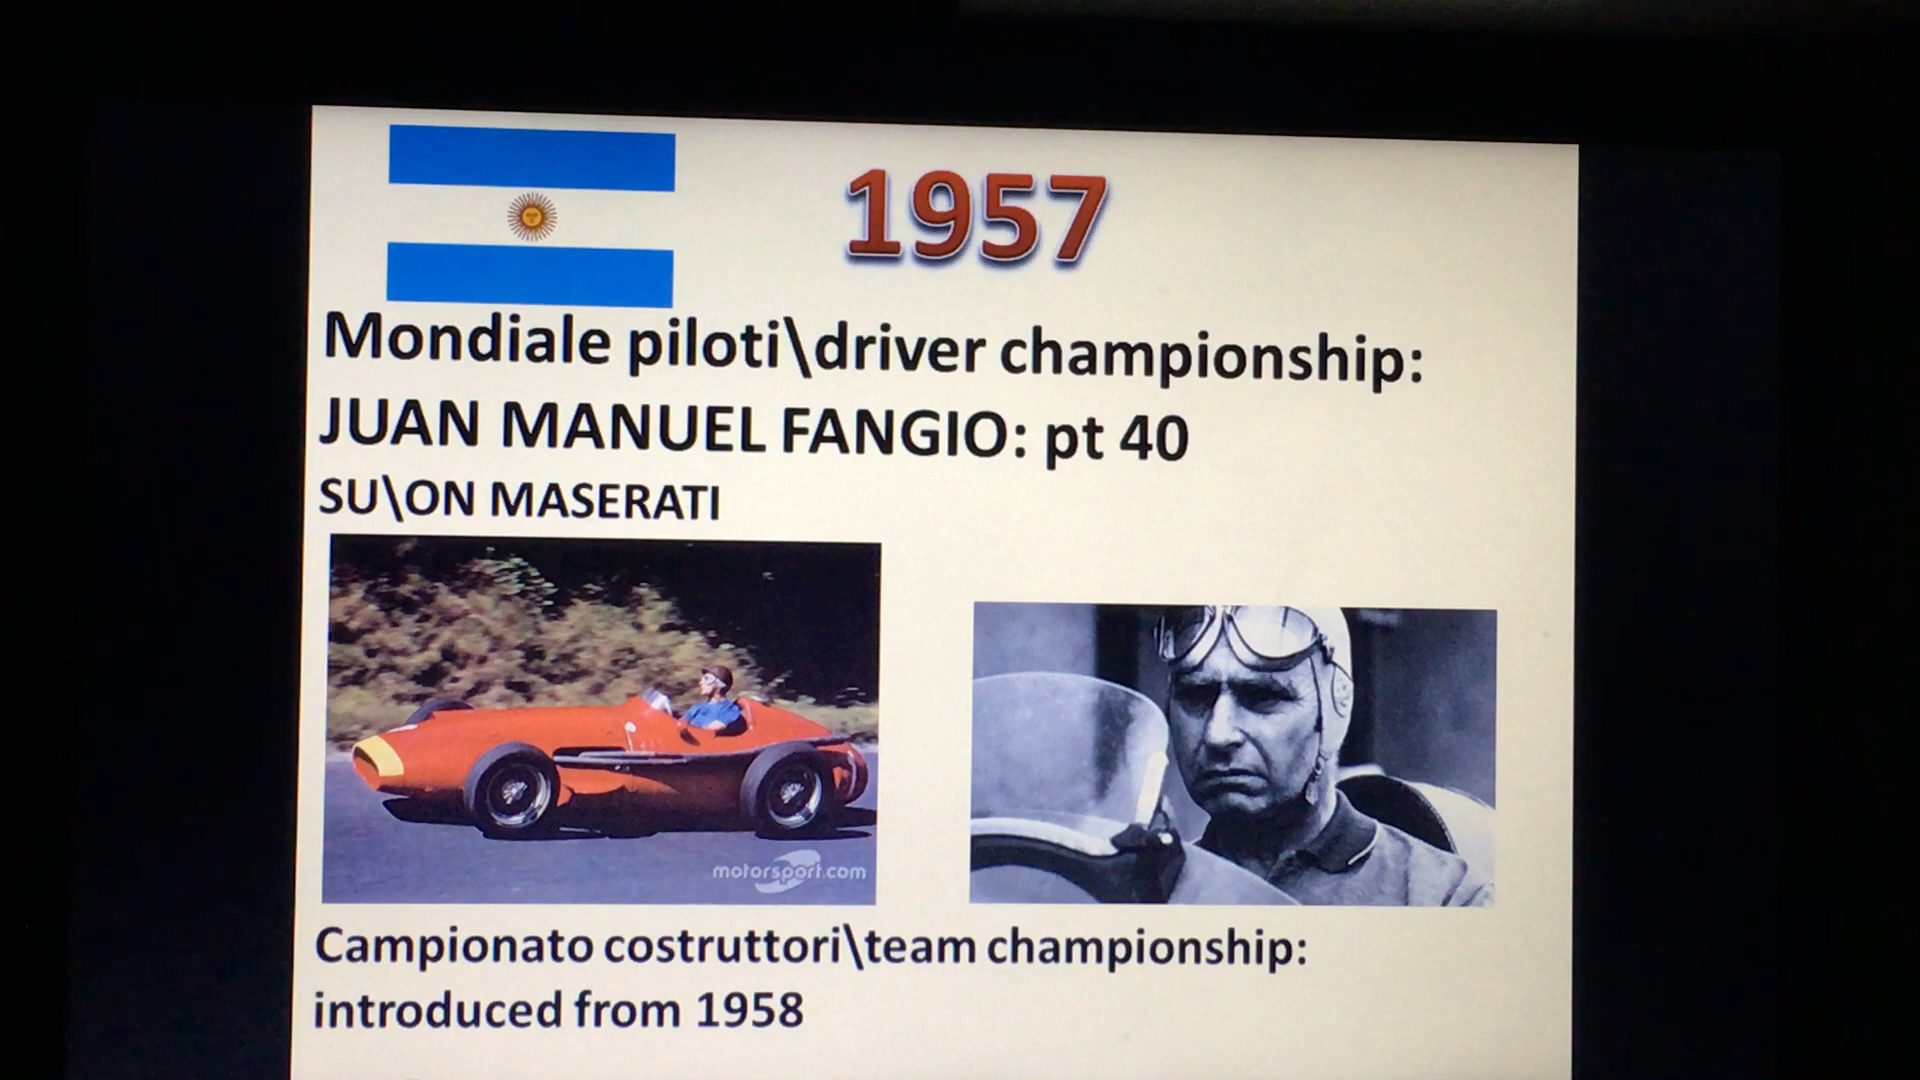 1957
Mondiale piloti\driver championship:
JUAN MANUEL FANGIO: pt 40
SU\ON MASERATI
motorsport.com
Campionato costruttori\team championship:
introduced from 1958